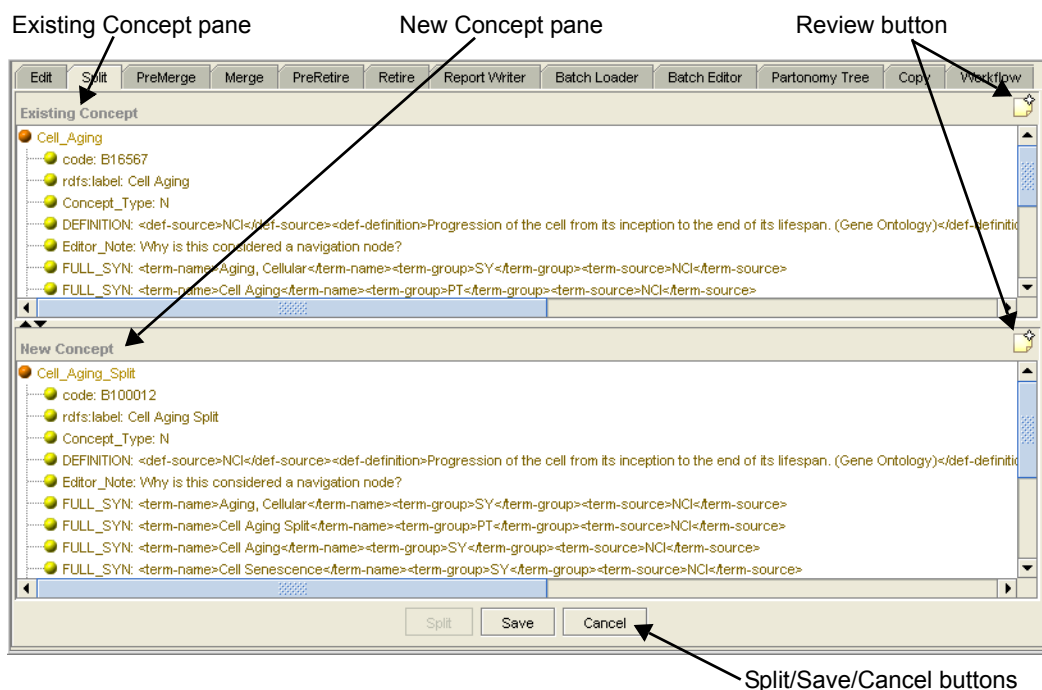 Existing Concept pane New Concept pane Review button
Edit Split PreMerge Merge PreRetire Retire Report Writer Batch Loader Batch Editor Partonomy Tree Copy Workflow
Existing Concept
Cell_Aging
code: B16567
rdfs:label: Cell Aging
Concept_Type: N
DEFINITION: <def-source>NCI</def-source><def-definition>Progression of the cell from its inception to the end of its lifespan. (Gene Ontology)</def-definitio
Editor_Note: Why is this considered a navigation node?
FULL_SYN: <term-name>Aging, Cellular</term-name><term-group>SY</term-group><term-source>NCI</term-source>
FULL_SYN: <term-name>Cell Aging</term-name><term-group>PT</term-group><term-source>NCI</term-source>
New Concept
Cell_Aging_Split
code: B100012
rdfs:label: Cell Aging Split
Concept_Type: N
DEFINITION: <def-source>NCI</def-source><def-definition>Progression of the cell from its inception to the end of its lifespan. (Gene Ontology)</def-definitio
Editor_Note: Why is this considered a navigation node?
FULL_SYN: <term-name>Aging, Cellular</term-name><term-group>SY</term-group><term-source>NCI</term-source>
FULL_SYN: <term-name>Cell Aging Split</term-name><term-group>PT</term-group><term-source>NCI</term-source>
FULL_SYN: <term-name>Cell Aging</term-name><term-group>SY</term-group><term-source>NCI</term-source>
FULL_SYN: <term-name>Cell Senescence</term-name><term-group>SY</term-group><term-source>NCI</term-source>
Split Save Cancel
Split/Save/Cancel buttons